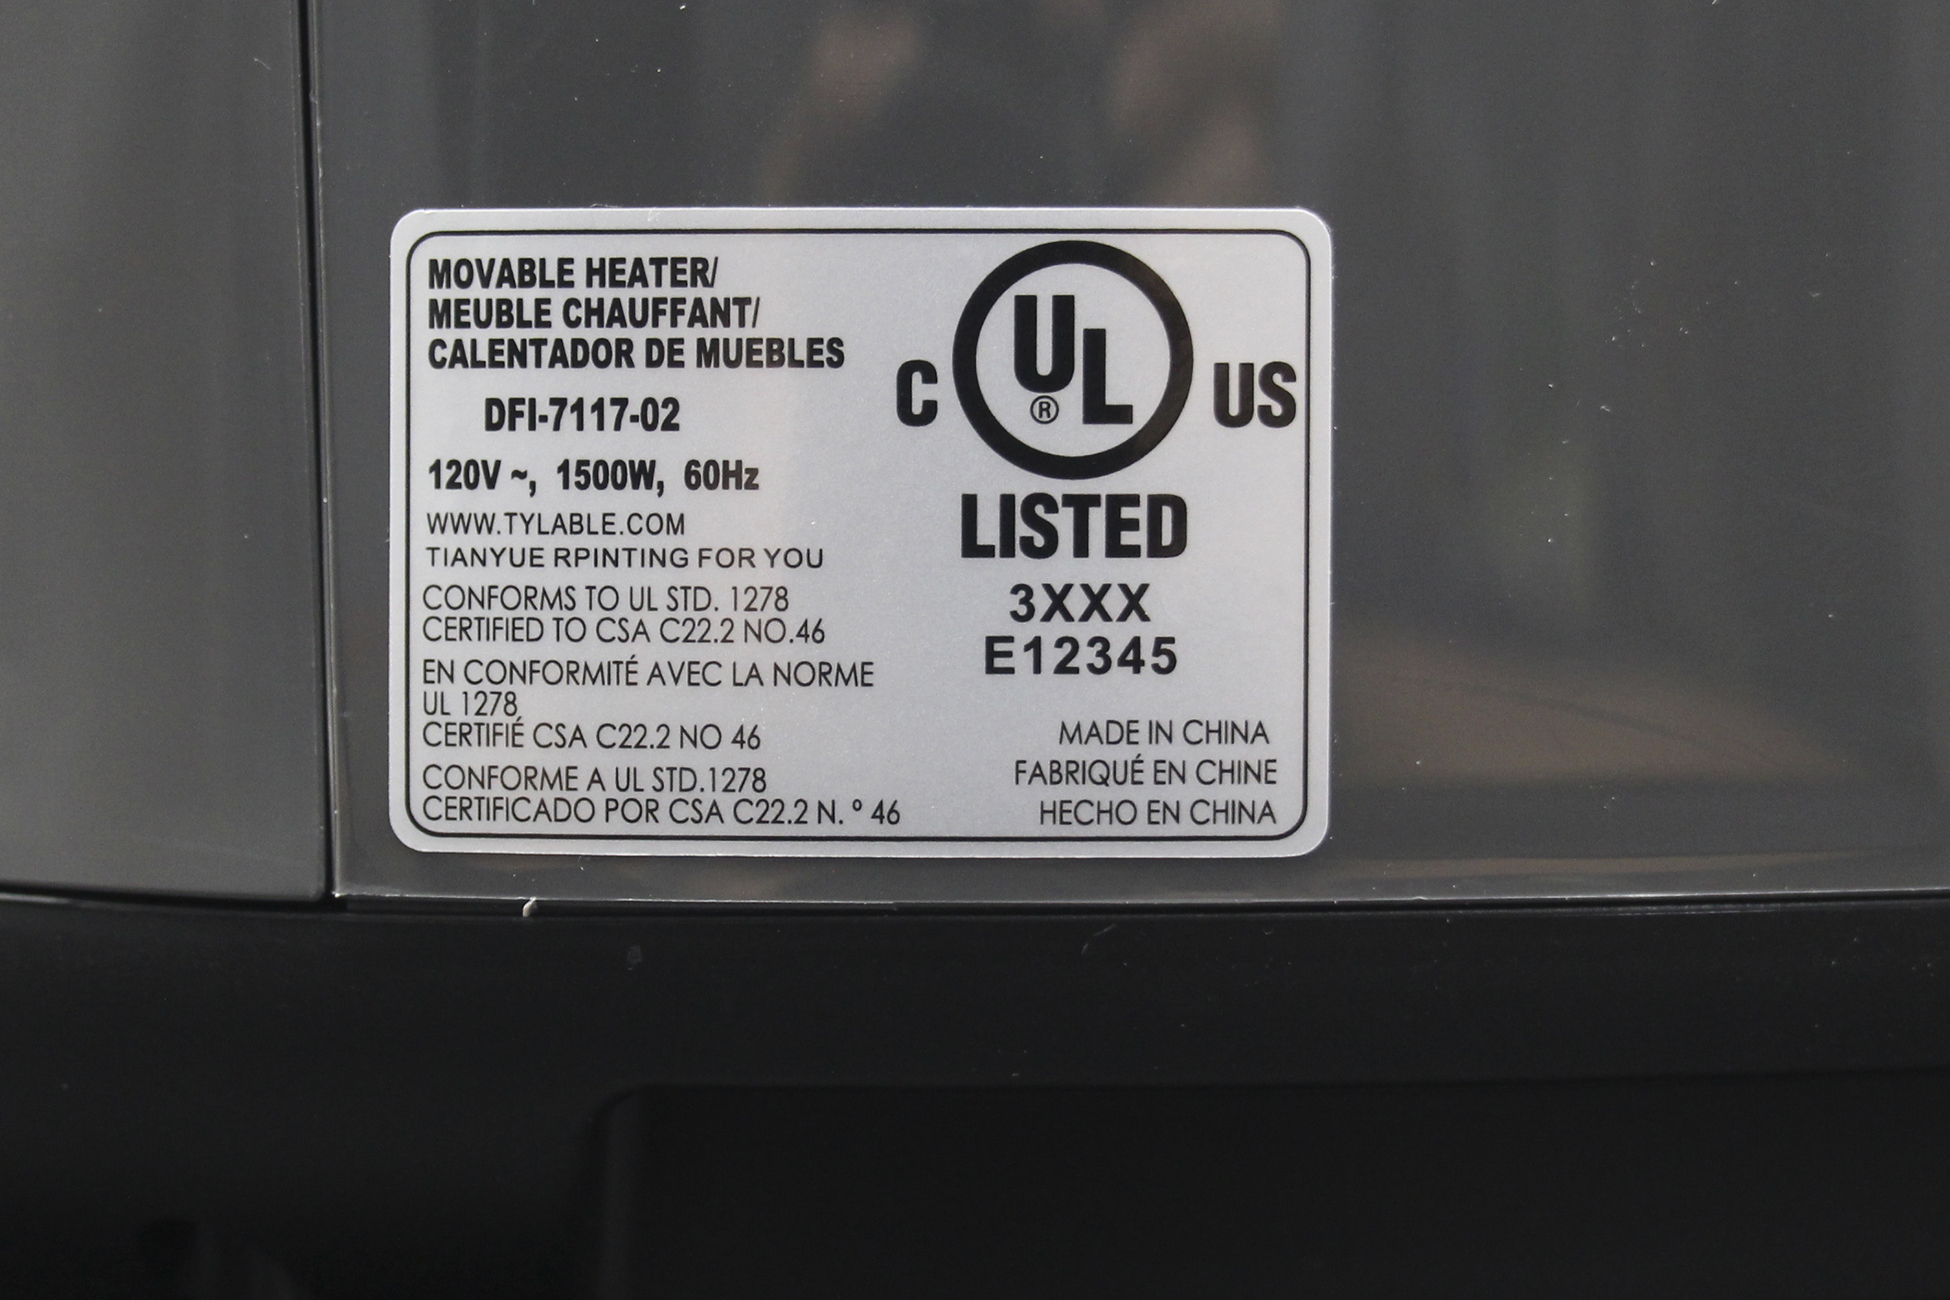 MOVABLE HEATER/
MEUBLE CHAUFFANT/
CALENTADOR DE MUEBLES
DFI-7117-02
120V ~, 1500W, 60Hz
WWW.TYLABLE.COM
TIANYUE RPINTING FOR YOU
CONFORMS TO UL STD. 1278
CERTIFIED TO CSA C22.2 NO.46
EN CONFORMITÉ AVEC LA NORME
UL 1278
CERTIFIÉ CSA C22.2 NO 46
CONFORME A UL STD.1278
CERTIFICADO POR CSA C22.2 N. º 46
C UL ® US
LISTED
3XXX
E12345
MADE IN CHINA
FABRIQUÉ EN CHINE
HECHO EN CHINA